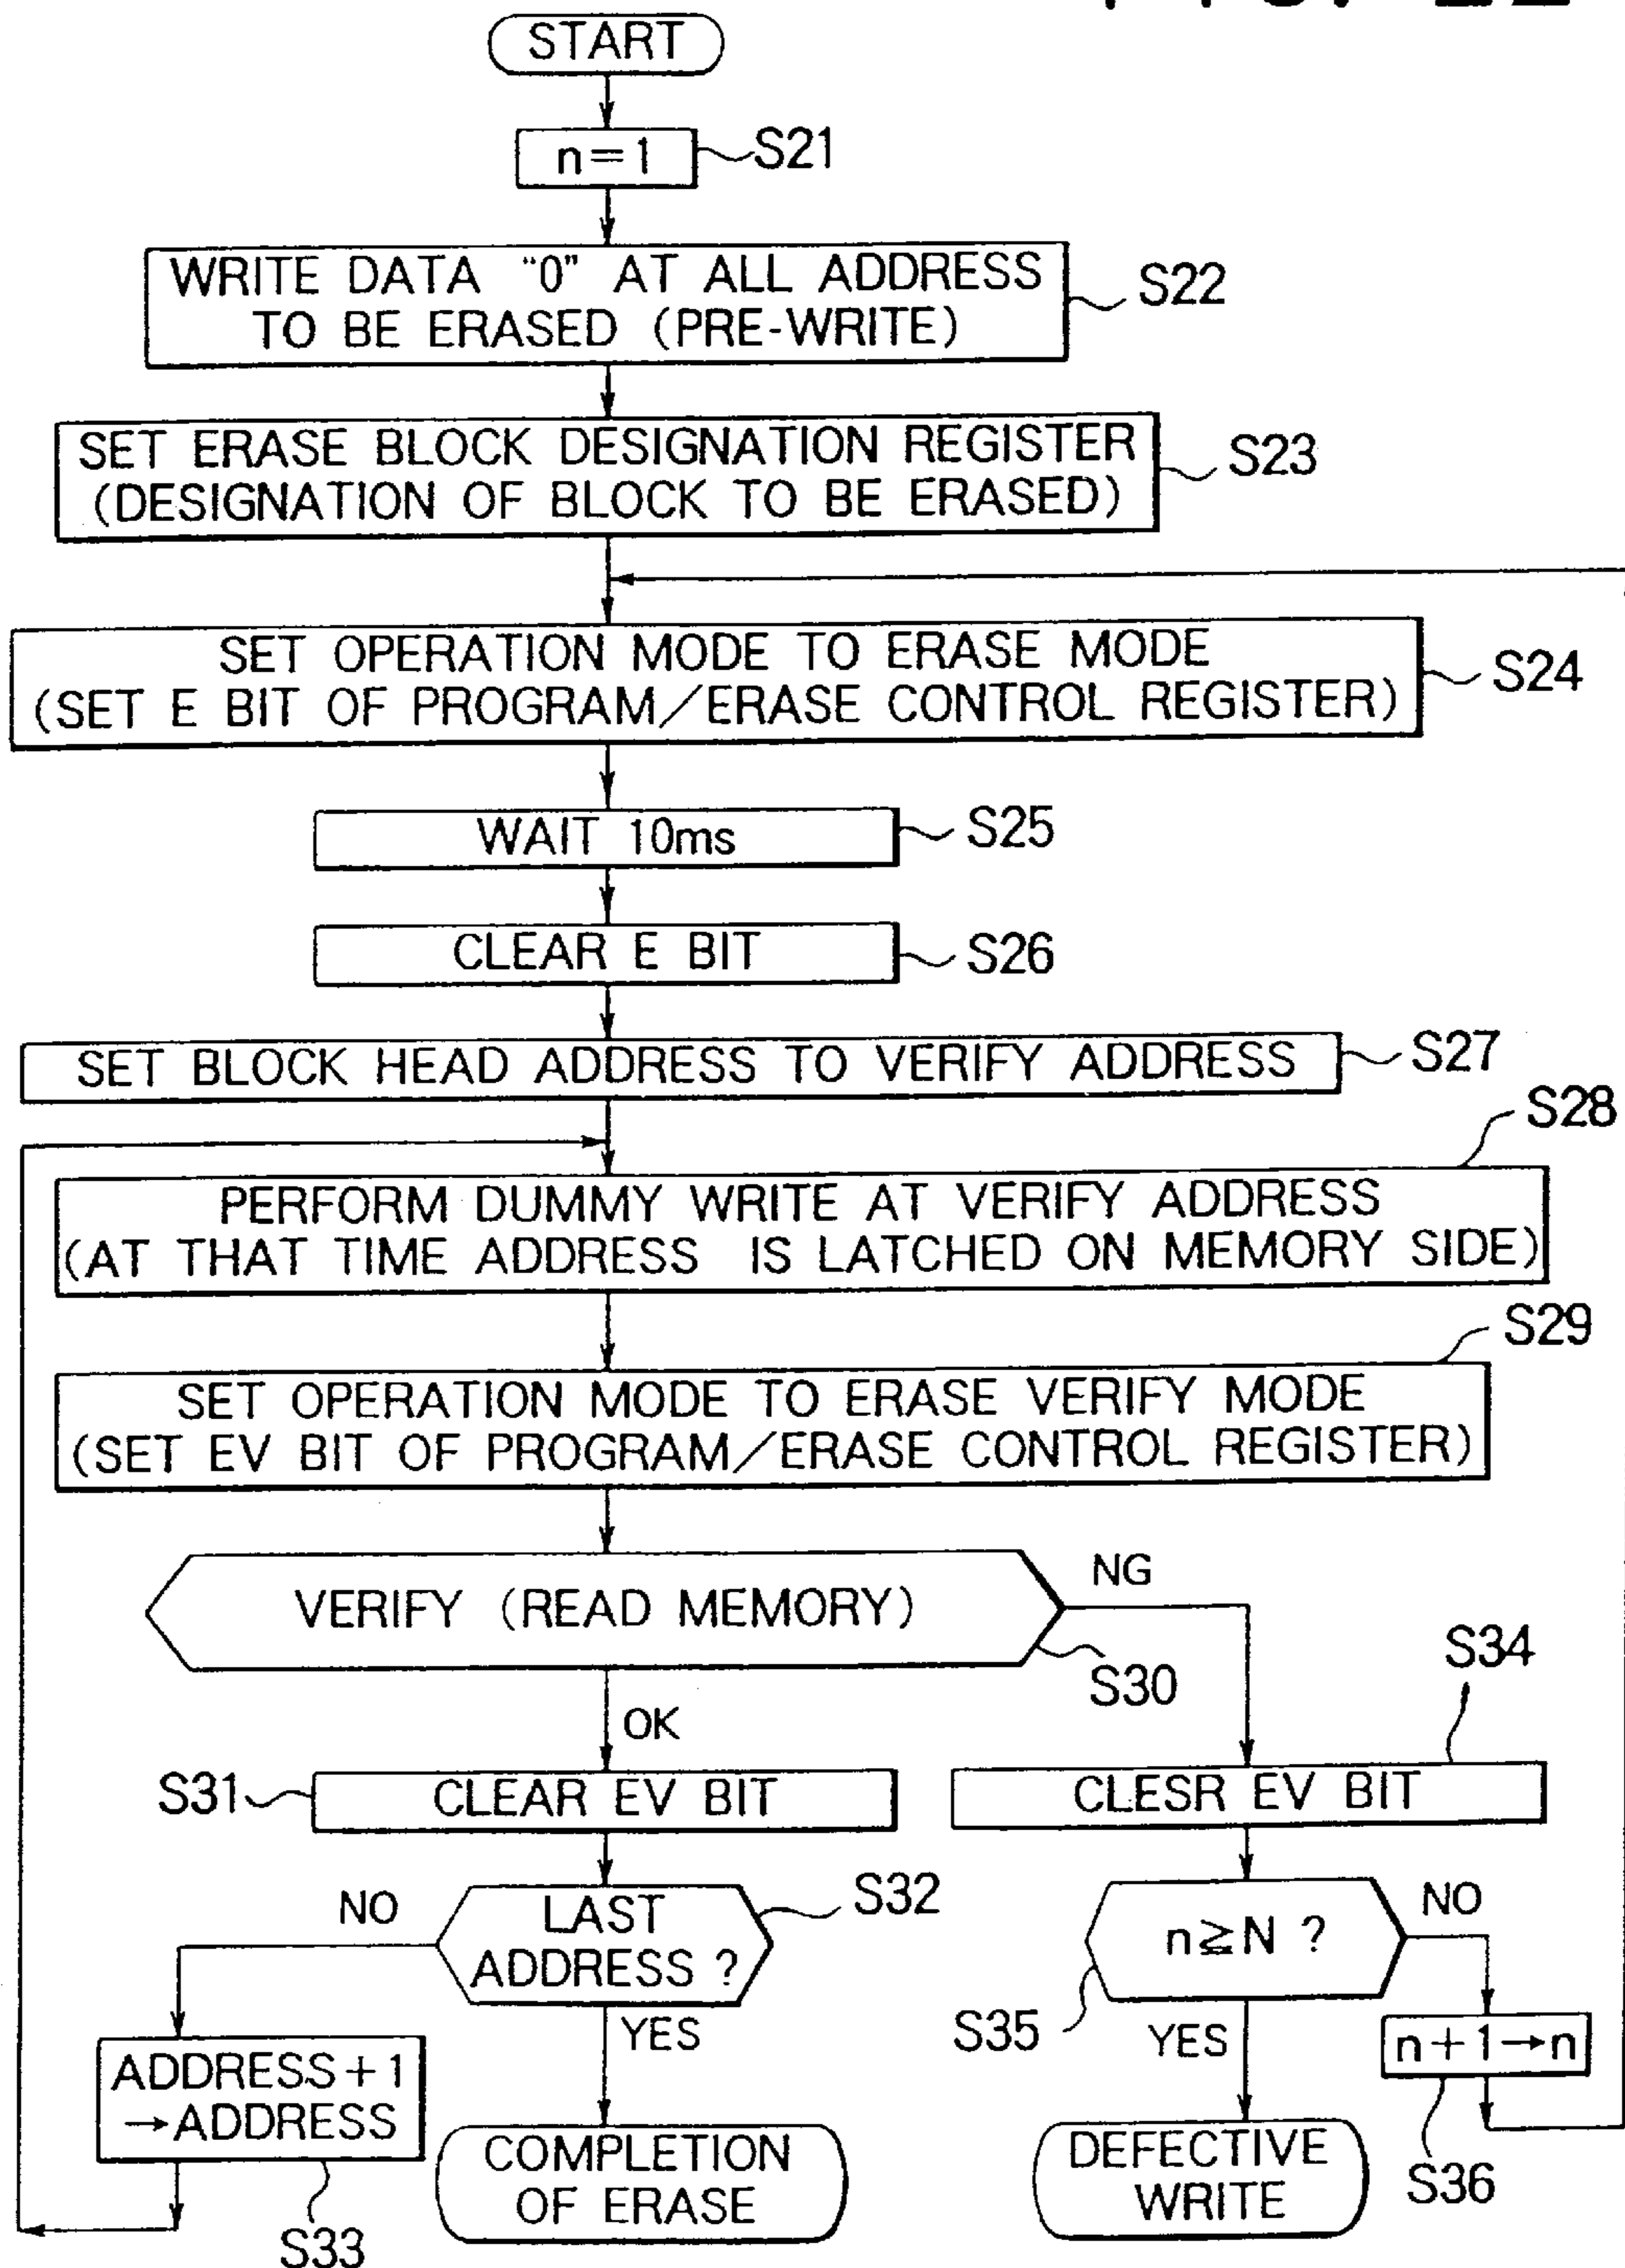 START
n=1
S21
WRITE DATA "0" AT ALL ADDRESS
TO BE ERASED (PRE-WRITE)
S22
SET ERASE BLOCK DESIGNATION REGISTER
(DESIGNATION OF BLOCK TO BE ERASED)
S23
SET OPERATION MODE TO ERASE MODE
(SET E BIT OF PROGRAM/ERASE CONTROL REGISTER)
S24
WAIT 10ms
S25
CLEAR E BIT
S26
SET BLOCK HEAD ADDRESS TO VERIFY ADDRESS
S27
S28
PERFORM DUMMY WRITE AT VERIFY ADDRESS
(AT THAT TIME ADDRESS IS LATCHED ON MEMORY SIDE)
S29
SET OPERATION MODE TO ERASE VERIFY MODE
(SET EV BIT OF PROGRAM/ERASE CONTROL REGISTER)
VERIFY (READ MEMORY)
NG
S30
S34
OK
S31
CLEAR EV BIT
CLESR EV BIT
NO
LAST
ADDRESS ?
S32
n≧N ?
NO
S35
YES
YES
ADDRESS+1
→ADDRESS
n+1→n
COMPLETION
OF ERASE
DEFECTIVE
WRITE
S36
S33